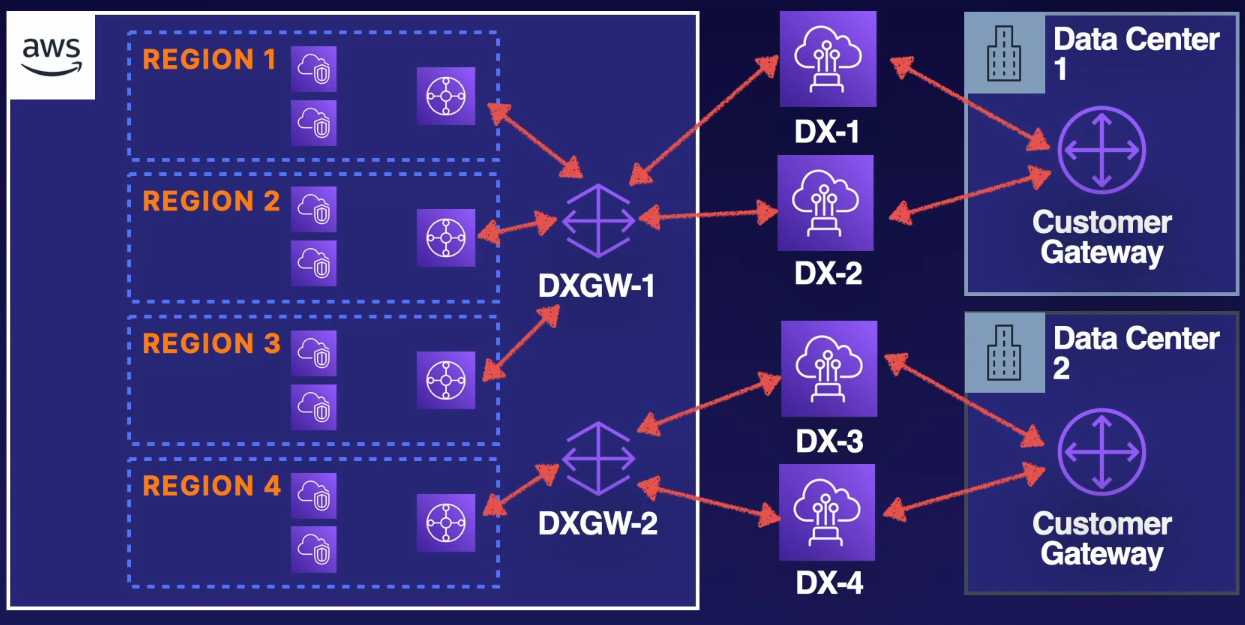 aws
REGION 1
REGION 2
REGION 3
REGION 4
DXGW-1
DXGW-2
DX-1
DX-2
DX-3
DX-4
Data Center
1
Customer
Gateway
Data Center
2
Customer
Gateway